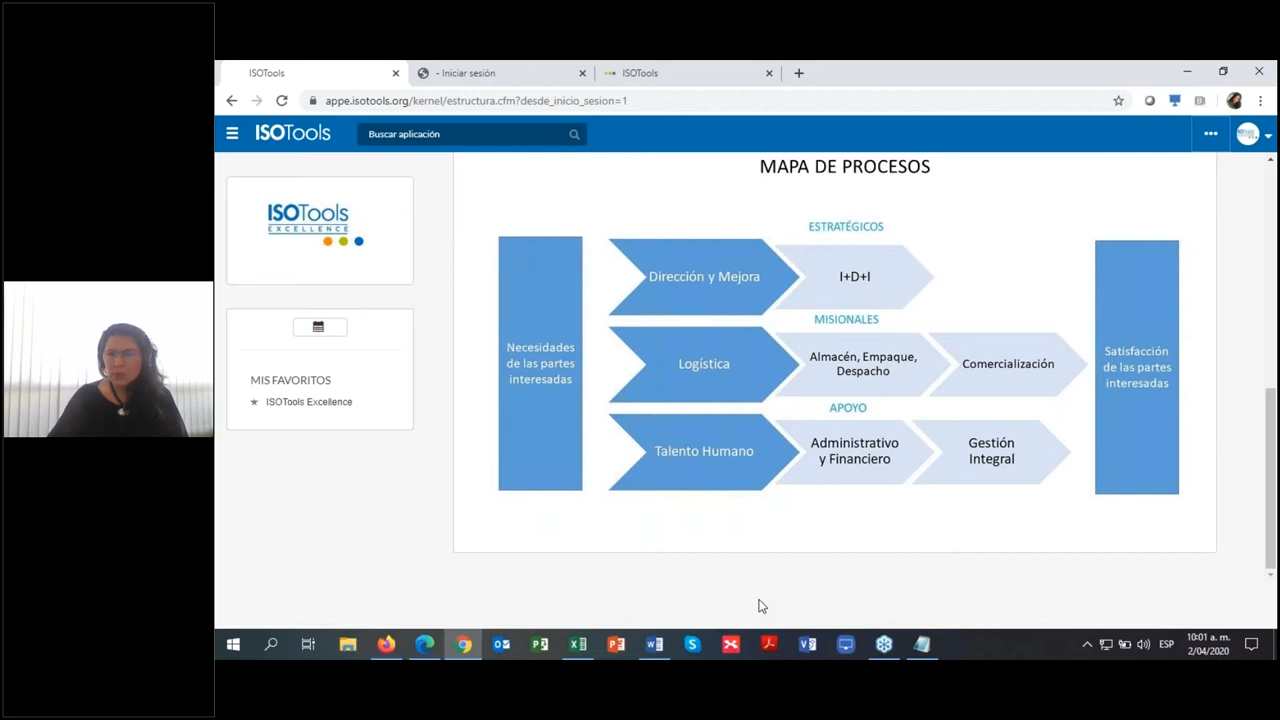 ISOTools
- Iniciar sesión
ISOTools
appe.isotools.org/kernel/estructura.cfm?desde_inicio_sesion=1
ISOTools
Buscar aplicación
ISOTools
EXCELLENCE
MIS FAVORITOS
ISOTools Excellence
MAPA DE PROCESOS
Necesidades
de las partes
interesadas
ESTRATÉGICOS
Dirección y Mejora
I+D+I
MISIONALES
Logística
Almacén, Empaque,
Despacho
Comercialización
APOYO
Talento Humano
Administrativo
y Financiero
Gestión
Integral
Satisfacción
de las partes
interesadas
ESP
10:01 a. m.
2/04/2020